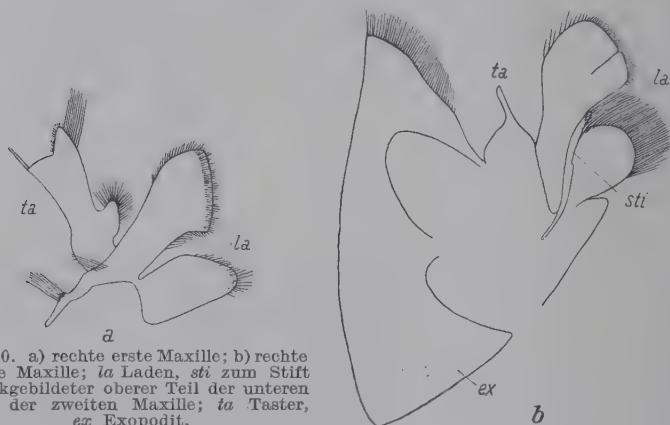 ta
la
a
ta
la
sti
ex
b
0. a) rechte erste Maxille; b) rechte
e Maxille; la Laden, sti zum Stift
kgebildeter oberer Teil der unteren
der zweiten Maxille; ta Taster,
ex Exopodit.